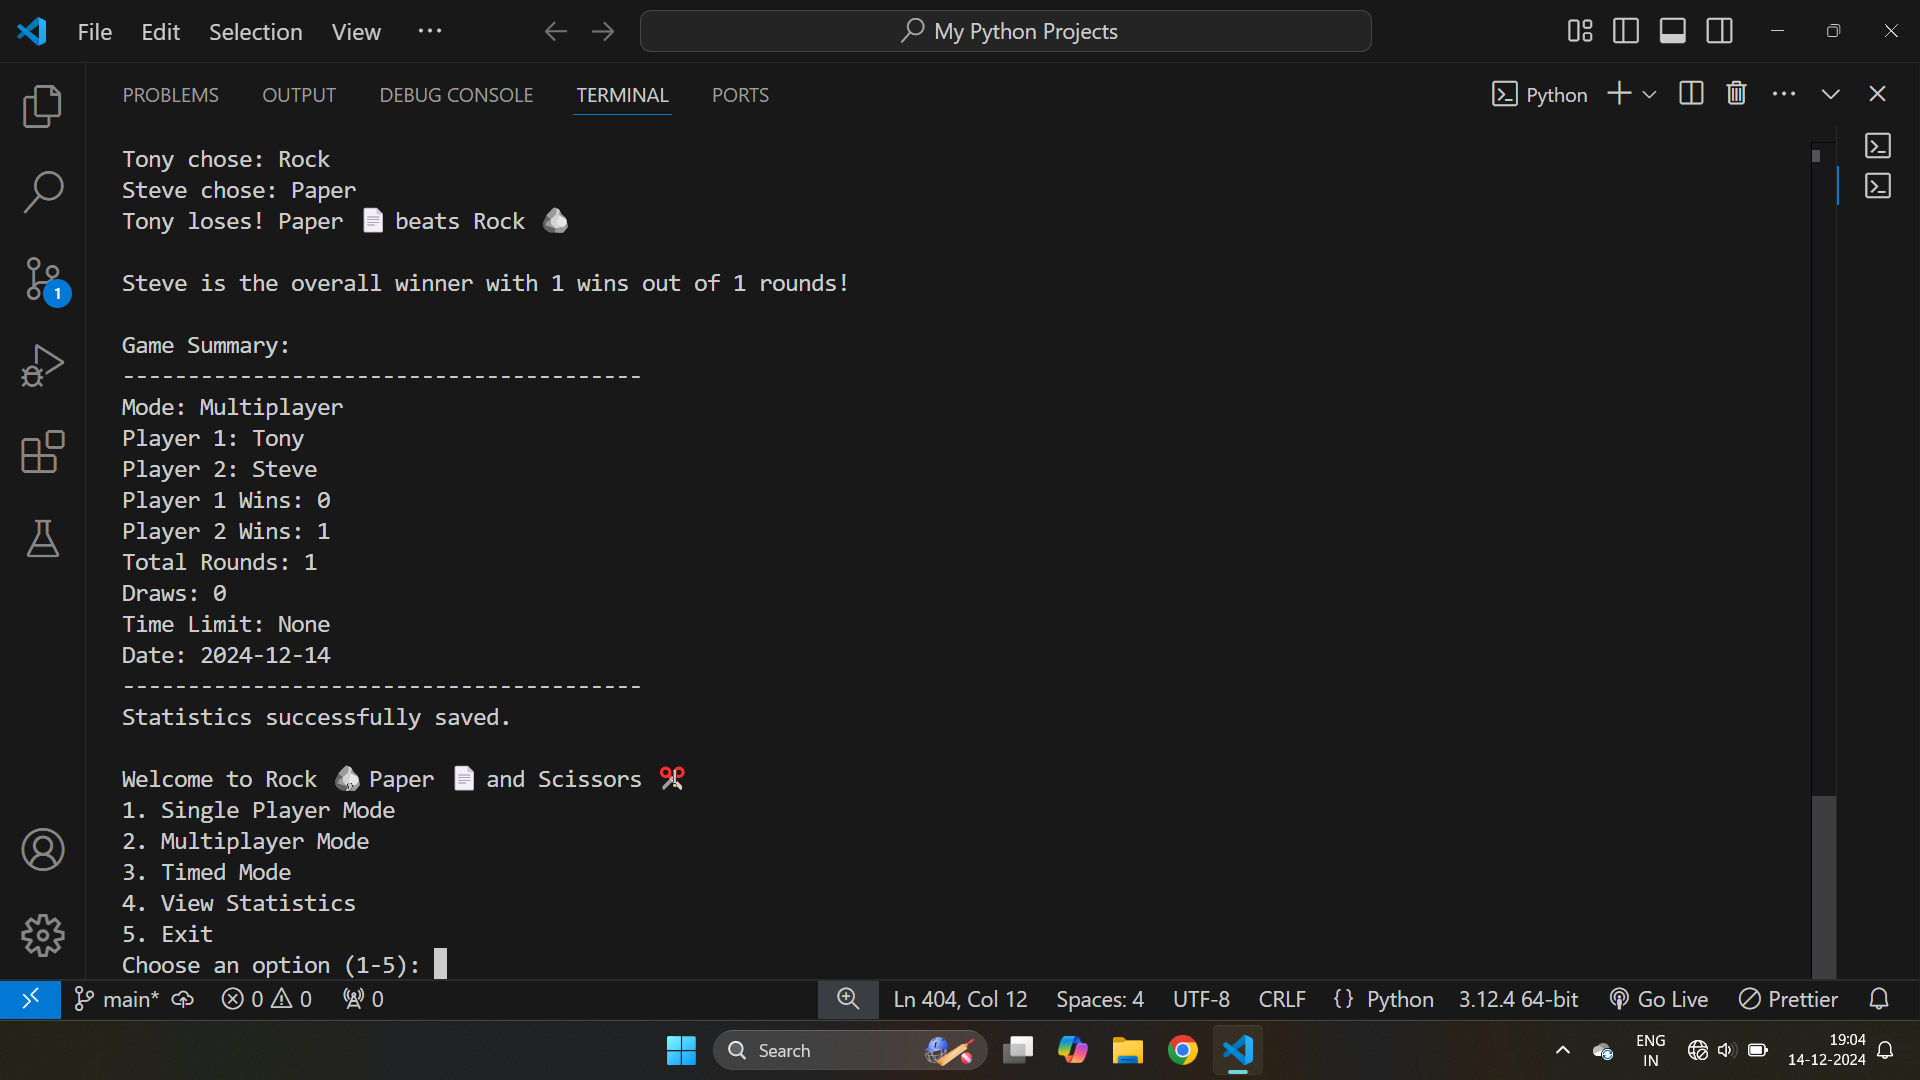 File Edit Selection View ···
My Python Projects
PROBLEMS OUTPUT DEBUG CONSOLE TERMINAL PORTS
Python
Tony chose: Rock
Steve chose: Paper
Tony loses! Paper 📄 beats Rock 🪨
Steve is the overall winner with 1 wins out of 1 rounds!
Game Summary:
----------------------------------------
Mode: Multiplayer
Player 1: Tony
Player 2: Steve
Player 1 Wins: 0
Player 2 Wins: 1
Total Rounds: 1
Draws: 0
Time Limit: None
Date: 2024-12-14
----------------------------------------
Statistics successfully saved.
Welcome to Rock 🪨 Paper 📄 and Scissors ✂️
1. Single Player Mode
2. Multiplayer Mode
3. Timed Mode
4. View Statistics
5. Exit
Choose an option (1-5):
1
main* 0 0 0 Ln 404, Col 12 Spaces: 4 UTF-8 CRLF {} Python 3.12.4 64-bit Go Live Prettier
Search
ENG
IN
19:04
14-12-2024